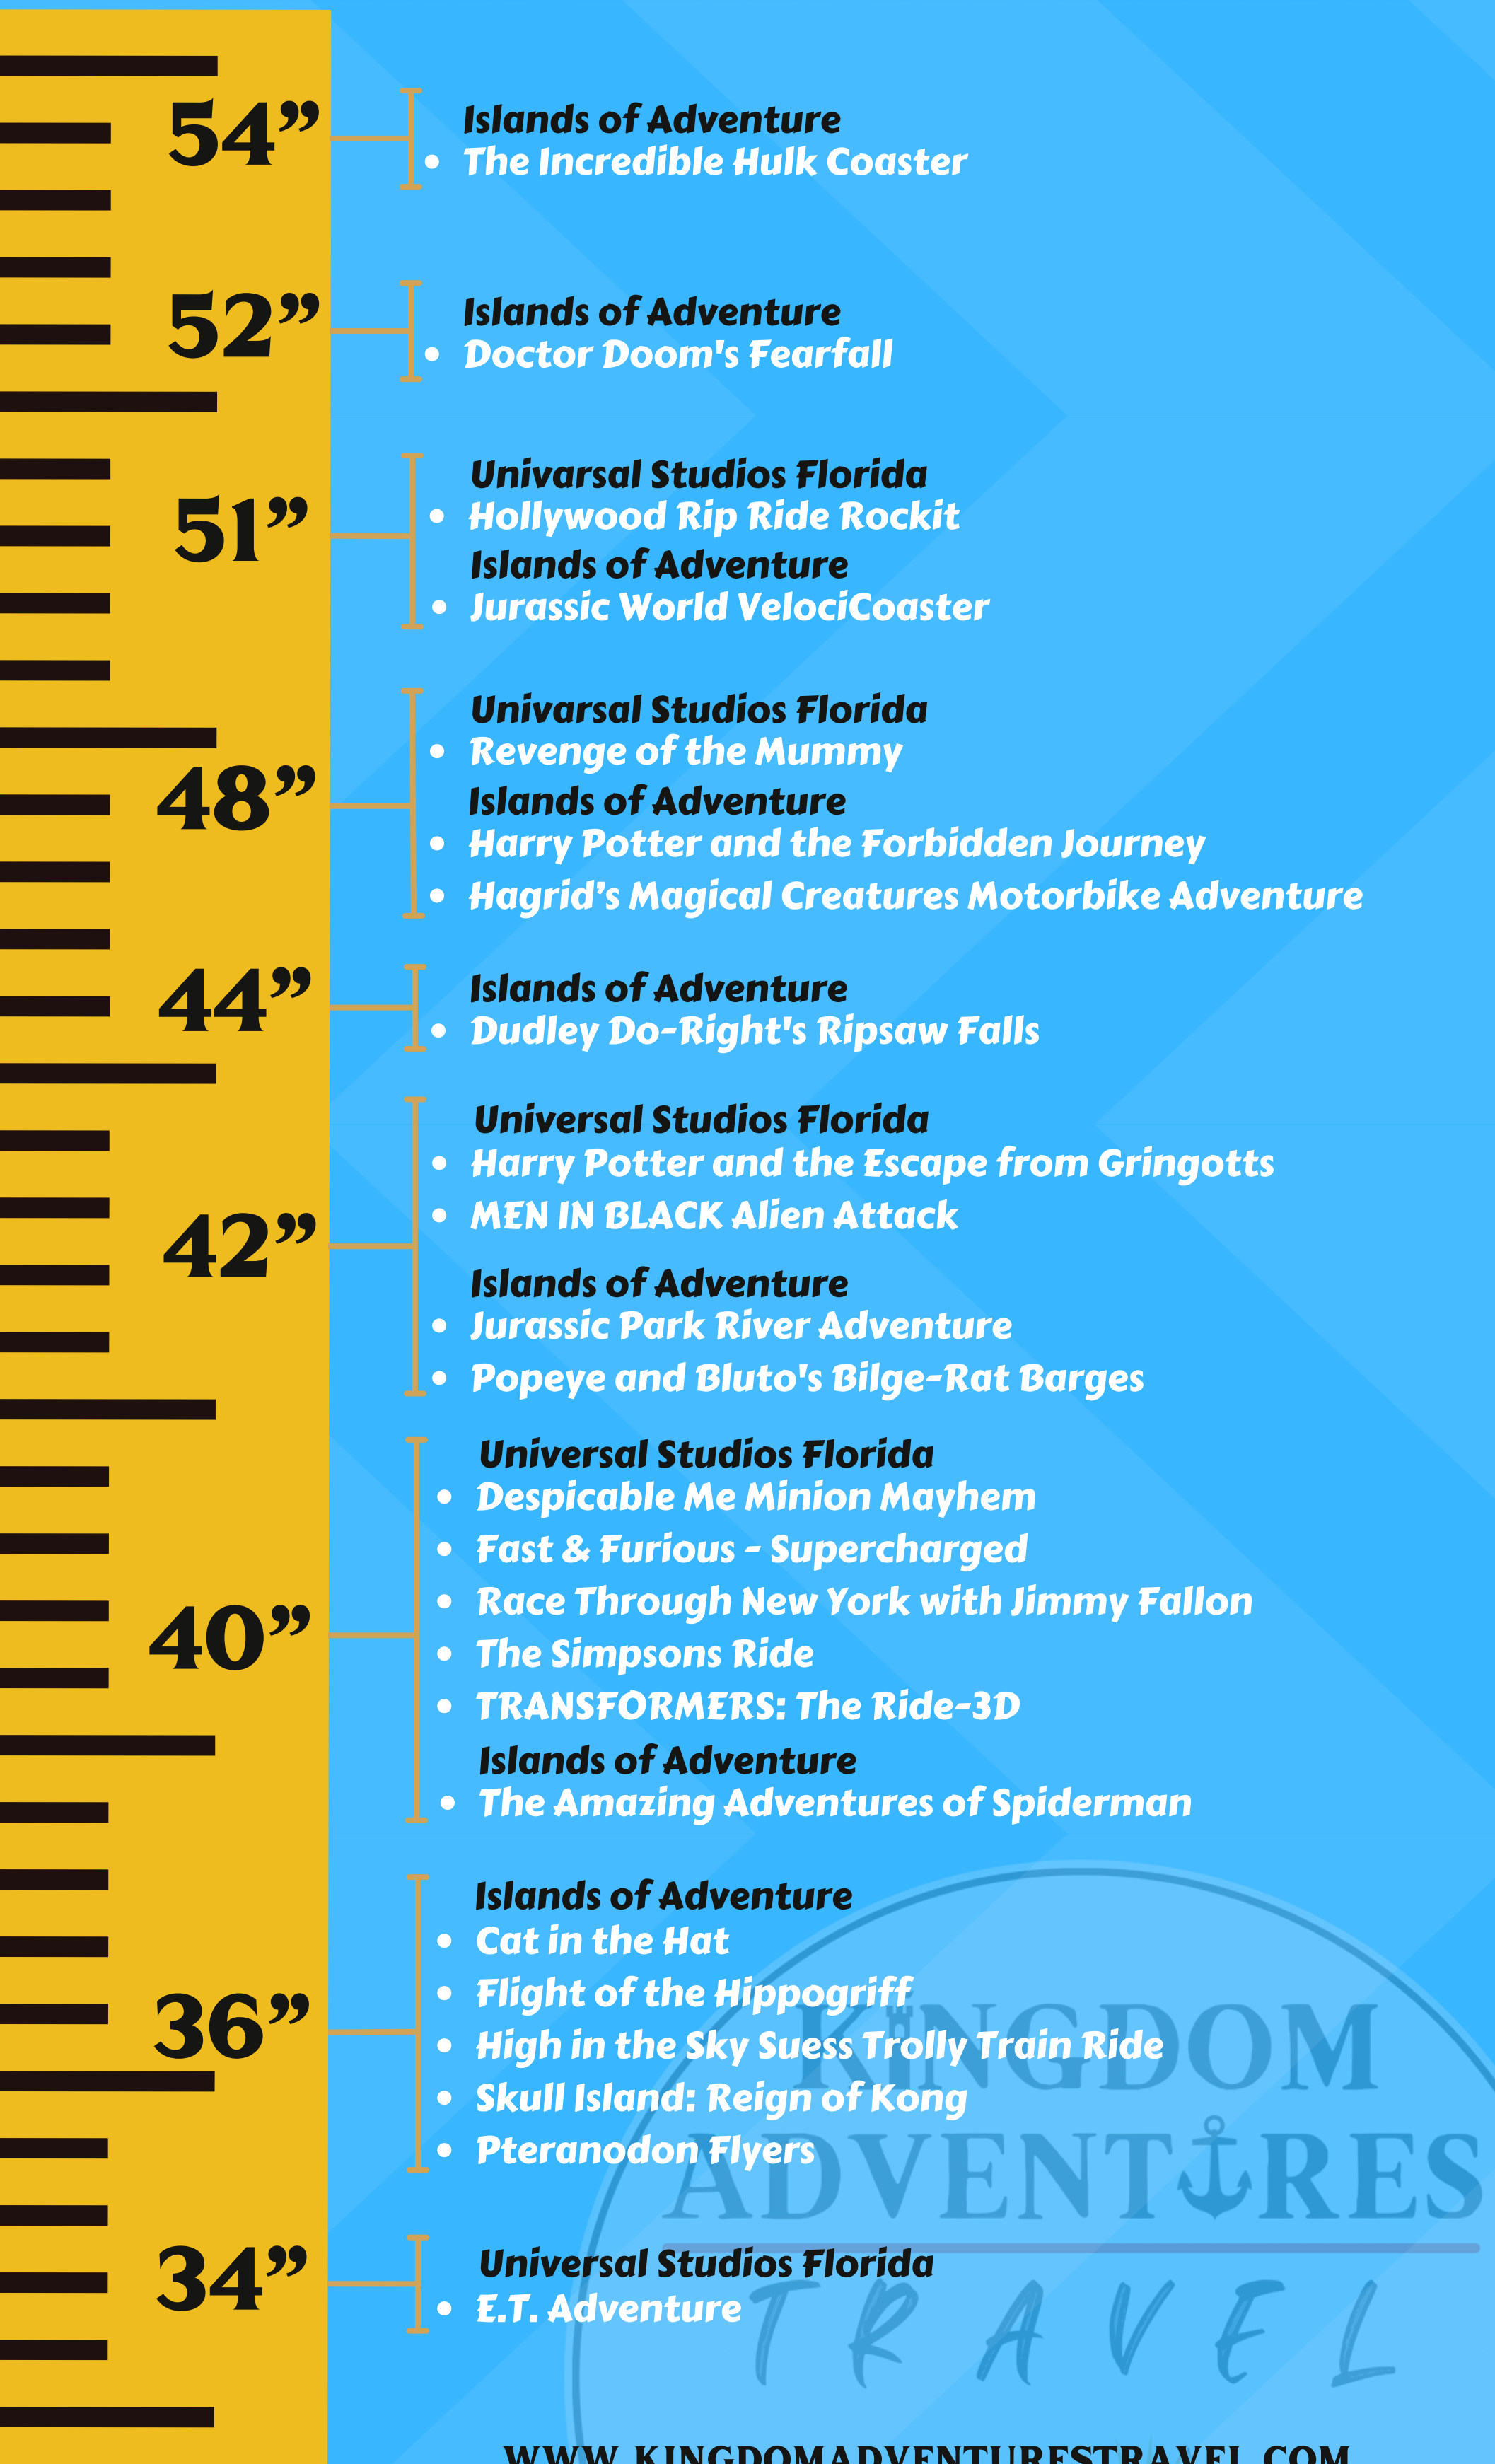 54”
Islands of Adventure
• The Incredible Hulk Coaster
52”
Islands of Adventure
• Doctor Doom's Fearfall
51”
Univarsal Studios Florida
• Hollywood Rip Ride Rockit
Islands of Adventure
• Jurassic World VelociCoaster
48”
Univarsal Studios Florida
• Revenge of the Mummy
Islands of Adventure
• Harry Potter and the Forbidden Journey
• Hagrid’s Magical Creatures Motorbike Adventure
44”
Islands of Adventure
• Dudley Do-Right's Ripsaw Falls
42”
Universal Studios Florida
• Harry Potter and the Escape from Gringotts
• MEN IN BLACK Alien Attack
Islands of Adventure
• Jurassic Park River Adventure
• Popeye and Bluto's Bilge-Rat Barges
40”
Universal Studios Florida
• Despicable Me Minion Mayhem
• Fast & Furious - Supercharged
• Race Through New York with Jimmy Fallon
• The Simpsons Ride
• TRANSFORMERS: The Ride-3D
Islands of Adventure
• The Amazing Adventures of Spiderman
36”
Islands of Adventure
• Cat in the Hat
• Flight of the Hippogriff
• High in the Sky Suess Trolly Train Ride
• Skull Island: Reign of Kong
• Pteranodon Flyers
34”
Universal Studios Florida
• E.T. Adventure
KINGDOM
ADVENTURES
TRAVEL
WWW.KINGDOMADVENTURESTRAVEL.COM